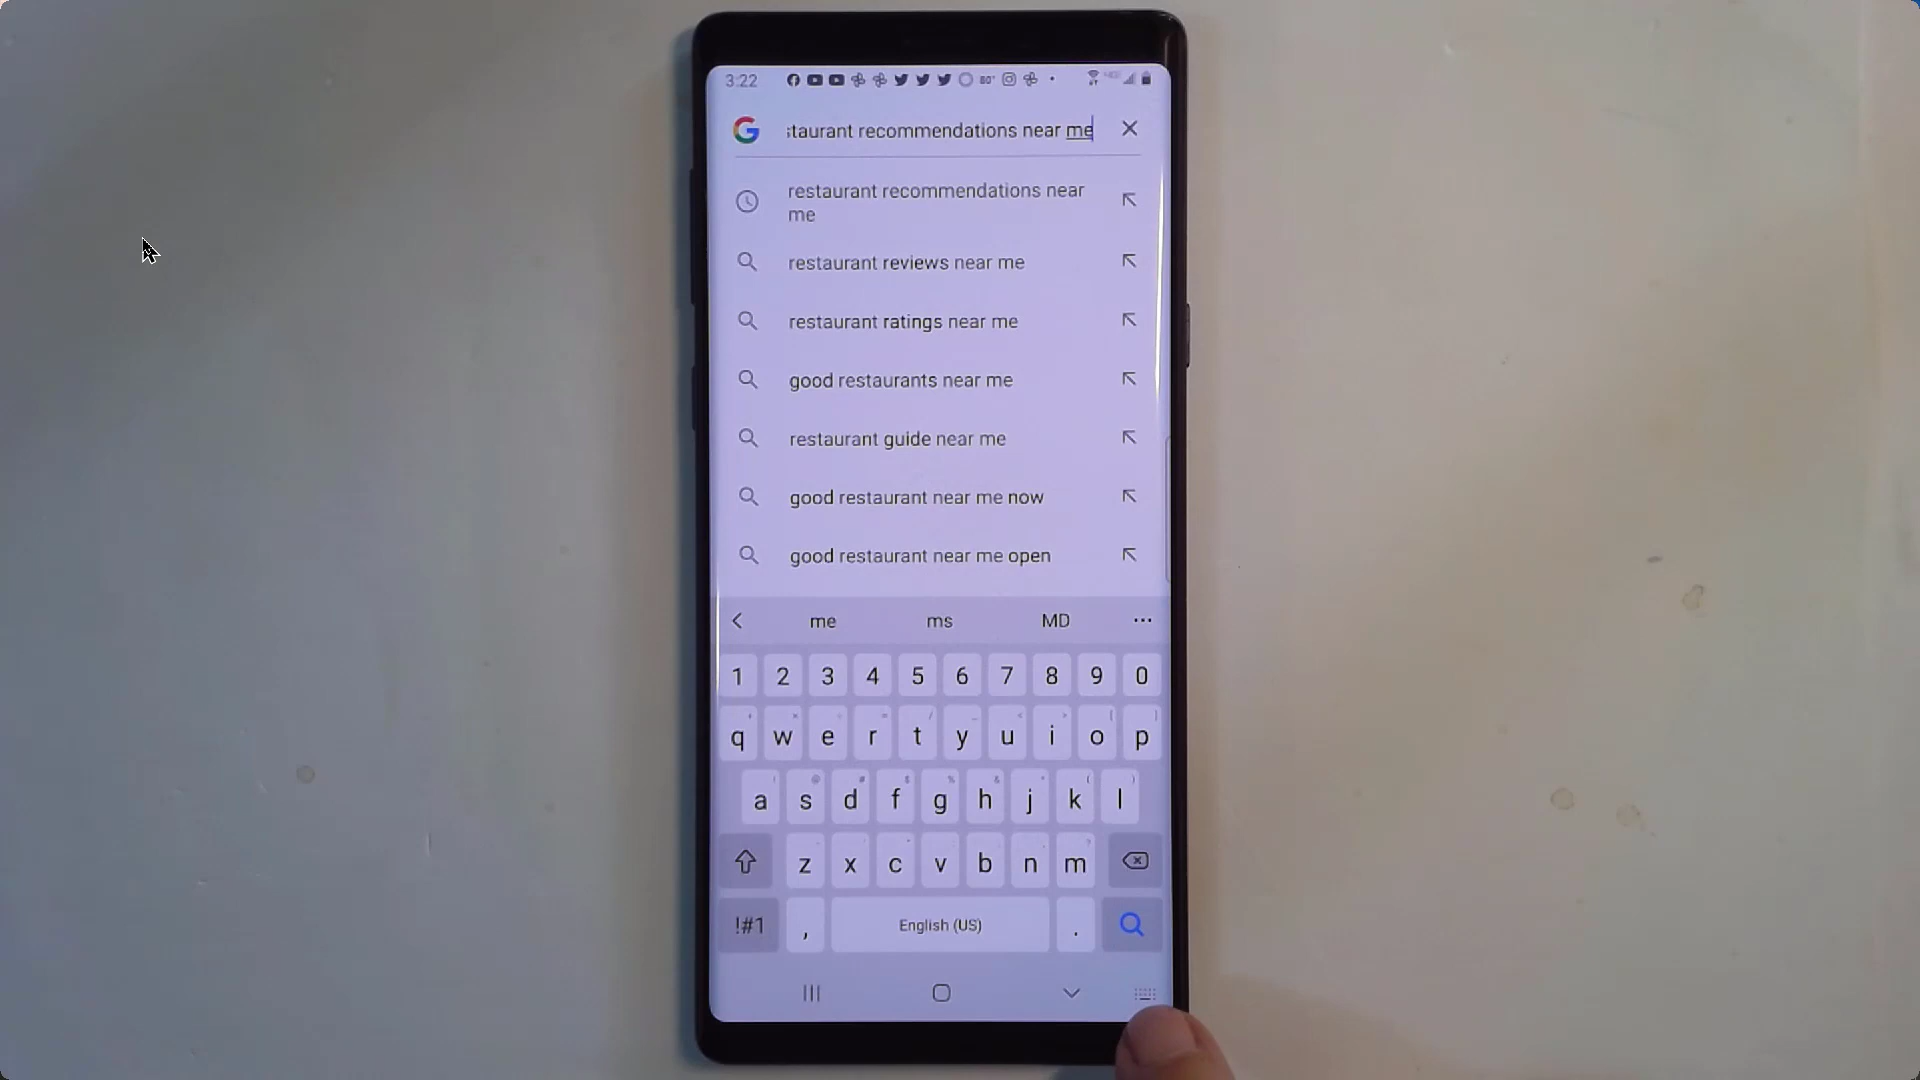 3:22 80°
staurant recommendations near me
restaurant recommendations near
me
restaurant reviews near me
restaurant ratings near me
good restaurants near me
restaurant guide near me
good restaurant near me now
good restaurant near me open
me ms MD ...
1 2 3 4 5 6 7 8 9 0
q w e r t y u i o p
a s d f g h j k l
z x c v b n m
!#1 , English (US) .